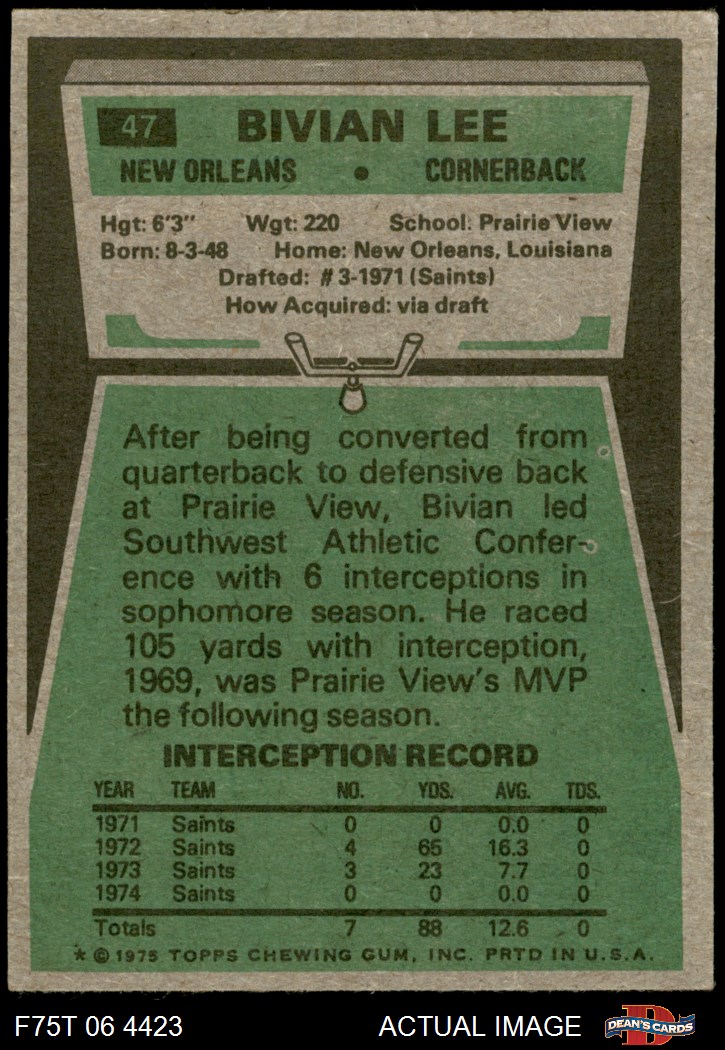 47 BIVIAN LEE
NEW ORLEANS • CORNERBACK
Hgt: 6'3" Wgt: 220 School: Prairie View
Born: 8-3-48 Home: New Orleans, Louisiana
Drafted: #3-1971 (Saints)
How Acquired: via draft
After being converted from
quarterback to defensive back
at Prairie View, Bivian led
Southwest Athletic Confer-
ence with 6 interceptions in
sophomore season. He raced
105 yards with interception,
1969, was Prairie View's MVP
the following season.
INTERCEPTION RECORD
YEAR TEAM NO. YDS. AVG. TDS.
1971 Saints 0 0 0.0 0
1972 Saints 4 65 16.3 0
1973 Saints 3 23 7.7 0
1974 Saints 0 0 0.0 0
Totals 7 88 12.6 0
* © 1975 TOPPS CHEWING GUM, INC. PRTD IN U.S.A.
F75T 06 4423 ACTUAL IMAGE D DEAN'S CARDS